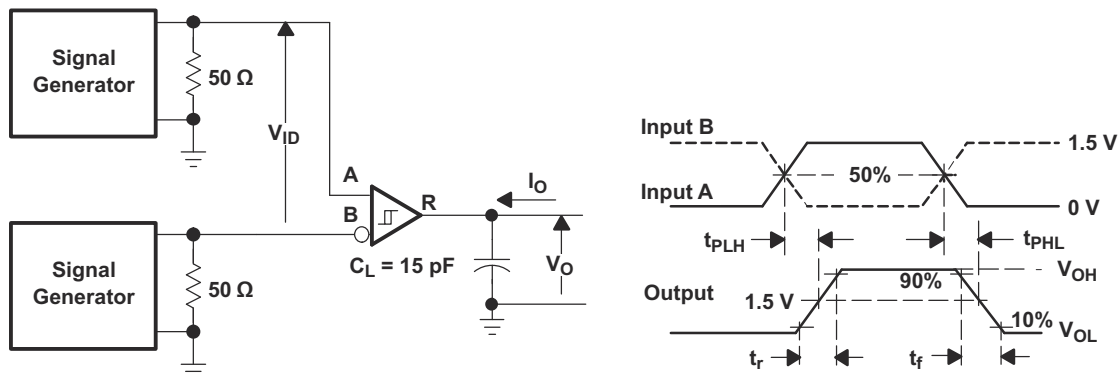 Signal
Generator
50 Ω
V_ID
A
B
R
I_O
C_L = 15 pF
V_O
Signal
Generator
50 Ω
Input B
1.5 V
50%
Input A
0 V
t_PLH
t_PHL
V_OH
90%
Output
1.5 V
10%
V_OL
t_r
t_f